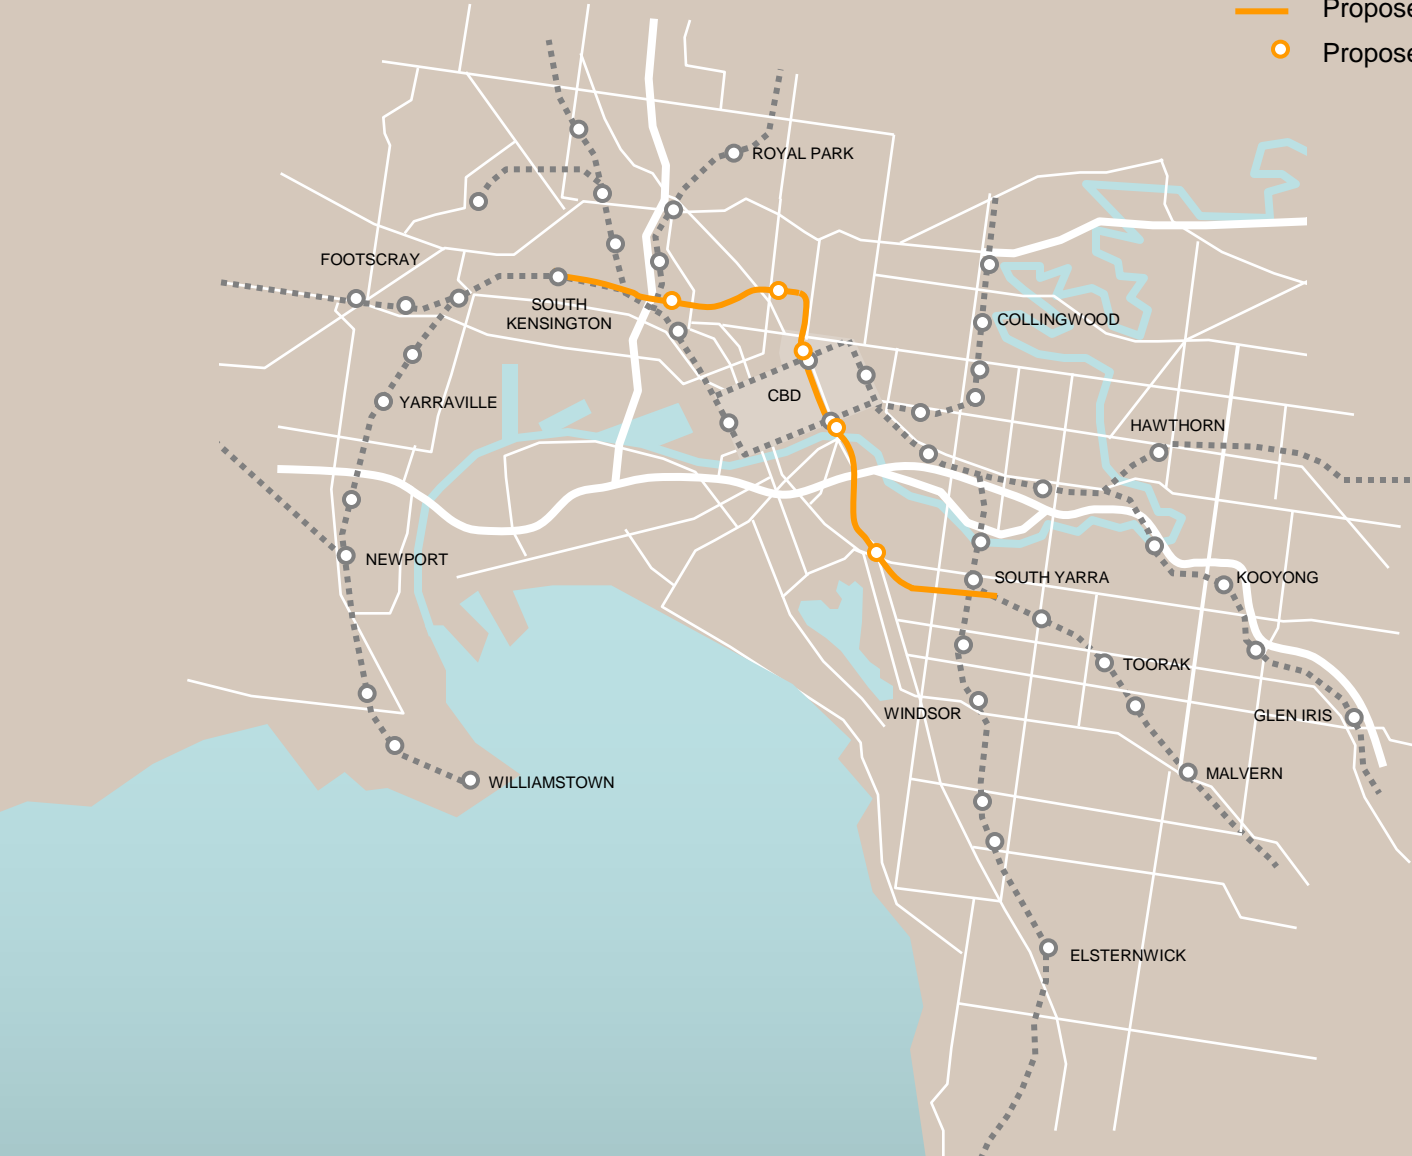 Propose
Propose
ROYAL PARK
FOOTSCRAY
SOUTH
KENSINGTON
COLLINGWOOD
CBD
YARRAVILLE
HAWTHORN
NEWPORT
SOUTH YARRA
KOOYONG
TOORAK
WINDSOR
GLEN IRIS
MALVERN
WILLIAMSTOWN
ELSTERNWICK